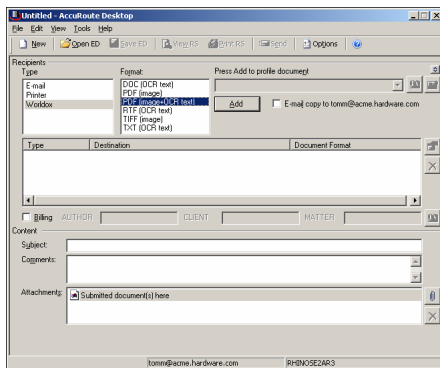 Untitled - AccuRoute Desktop
File Edit View Tools Help
New Open ED Save ED View RS Print RS Send Options
Recipients
Type Format: Press Add to profile document
E-mail
Printer
Worldox
DOC (OCR text)
PDF (image)
PDF (image+OCR text)
RTF (OCR text)
TIFF (image)
TXT (OCR text)
Add E-mail copy to tomm@acme.hardware.com
Type Destination Document Format
Billing AUTHOR CLIENT MATTER
Content
Subject:
Comments:
Attachments: Submitted document(s) here
tomm@acme.hardware.com RHINOSE2AR3